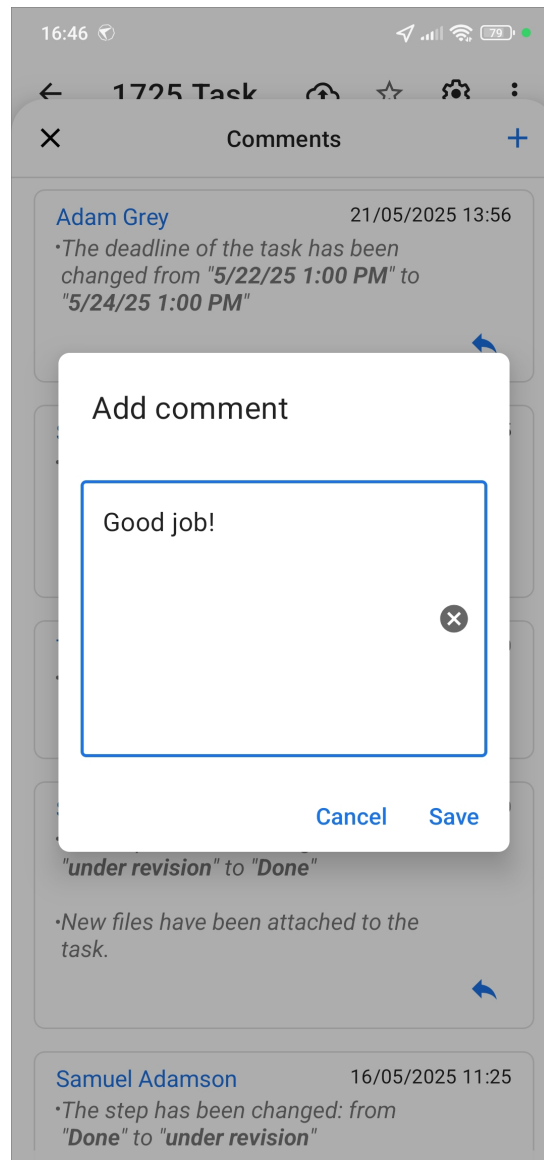 16:46
79
1725 Task
Comments
Adam Grey 21/05/2025 13:56
·The deadline of the task has been
changed from "5/22/25 1:00 PM" to
"5/24/25 1:00 PM"
Add comment
Good job!
Cancel Save
"under revision" to "Done"
·New files have been attached to the
task.
Samuel Adamson 16/05/2025 11:25
·The step has been changed: from
"Done" to "under revision"